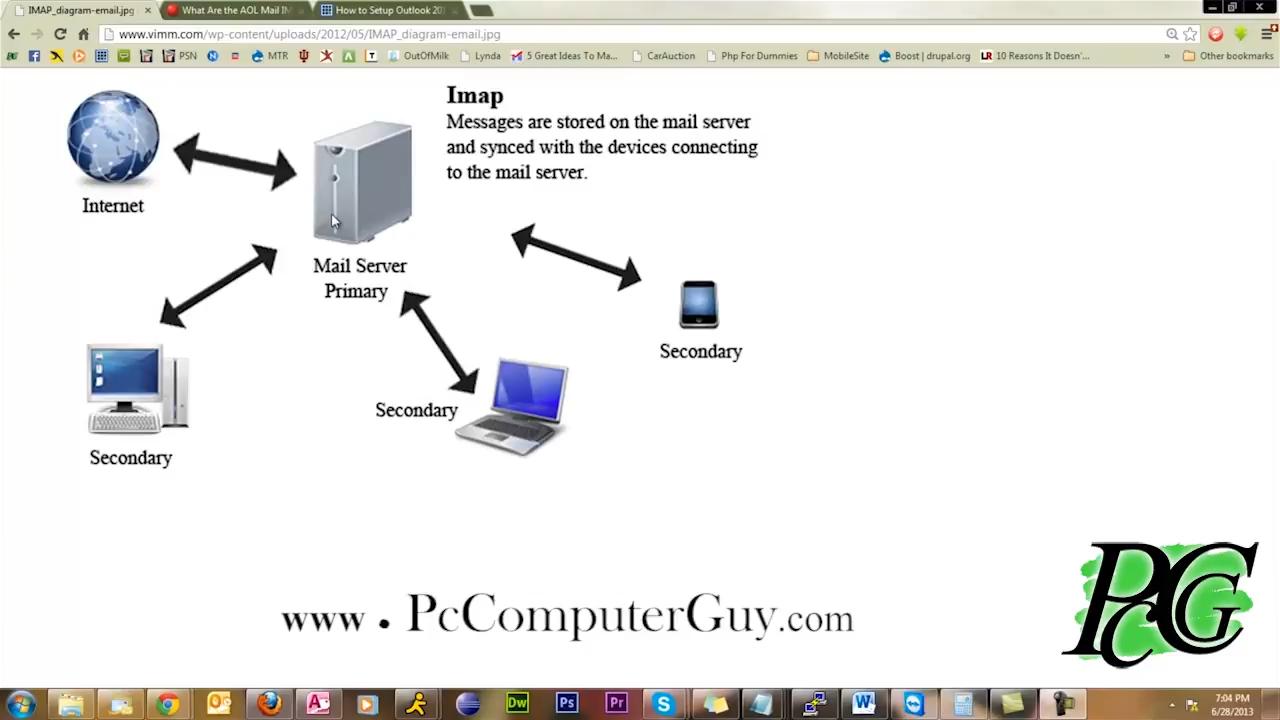 IMAP_diagram-email.jpg
What Are the AOL Mail IM
How to Setup Outlook 20
www.vimm.com/wp-content/uploads/2012/05/IMAP_diagram-email.jpg
PSN
MTR
T
OutOfMilk
Lynda
5 Great Ideas To Ma...
CarAuction
Php For Dummies
MobileSite
Boost | drupal.org
LR
10 Reasons It Doesn'...
»
Other bookmarks
Imap
Messages are stored on the mail server
and synced with the devices connecting
to the mail server.
Internet
Mail Server
Primary
Secondary
Secondary
Secondary
www.PcComputerGuy.com
PCG
Dw
Ps
Pr
S
W
7:04 PM
6/28/2013